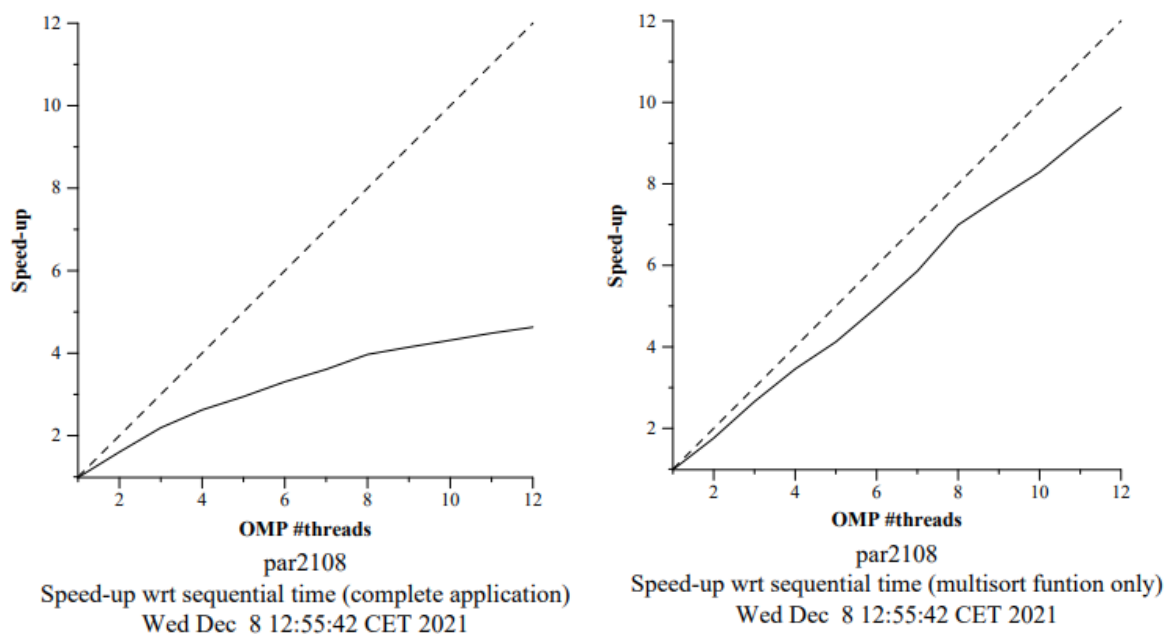 12
10
8
6
4
2
Speed-up
2 4 6 8 10 12
OMP #threads
par2108
Speed-up wrt sequential time (complete application)
Wed Dec 8 12:55:42 CET 2021
12
10
8
6
4
2
Speed-up
2 4 6 8 10 12
OMP #threads
par2108
Speed-up wrt sequential time (multisort funtion only)
Wed Dec 8 12:55:42 CET 2021